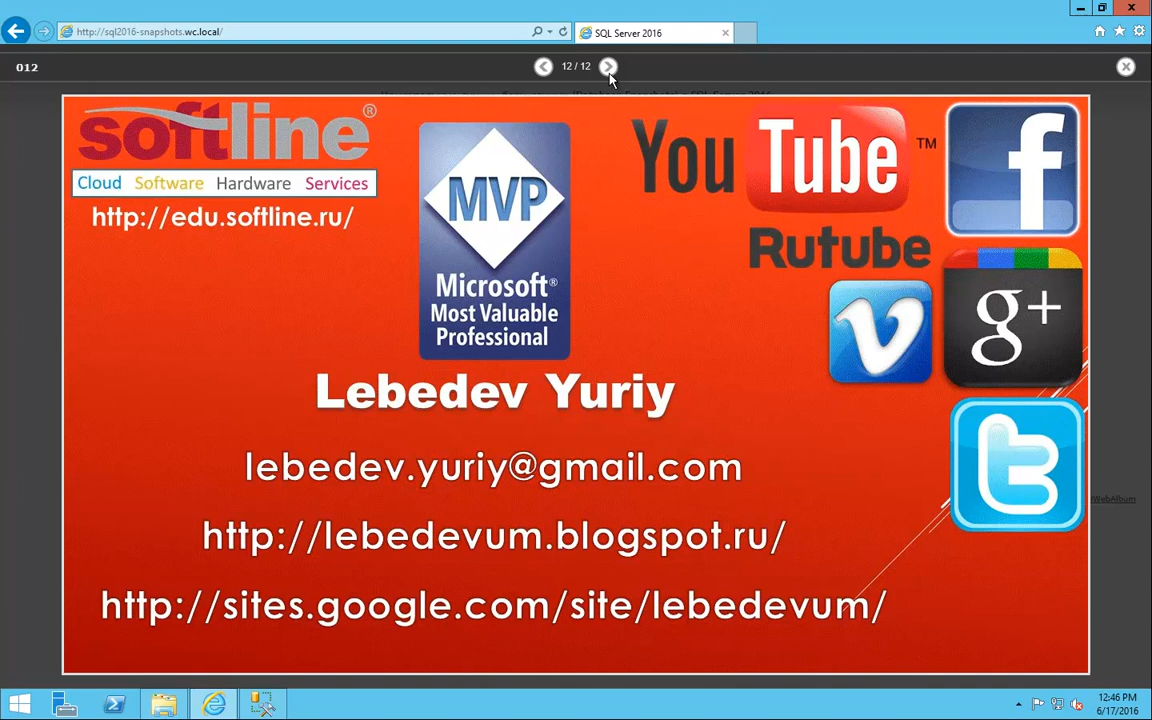 http://sql2016-snapshots.wc.local/
SQL Server 2016
012
12 / 12
softline®
Cloud Software Hardware Services
http://edu.softline.ru/
MVP
Microsoft®
Most Valuable
Professional
YouTube™
Rutube
f
v
g+
t
Lebedev Yuriy
lebedev.yuriy@gmail.com
http://lebedevum.blogspot.ru/
http://sites.google.com/site/lebedevum/
WebAlbum
12:46 PM
6/17/2016